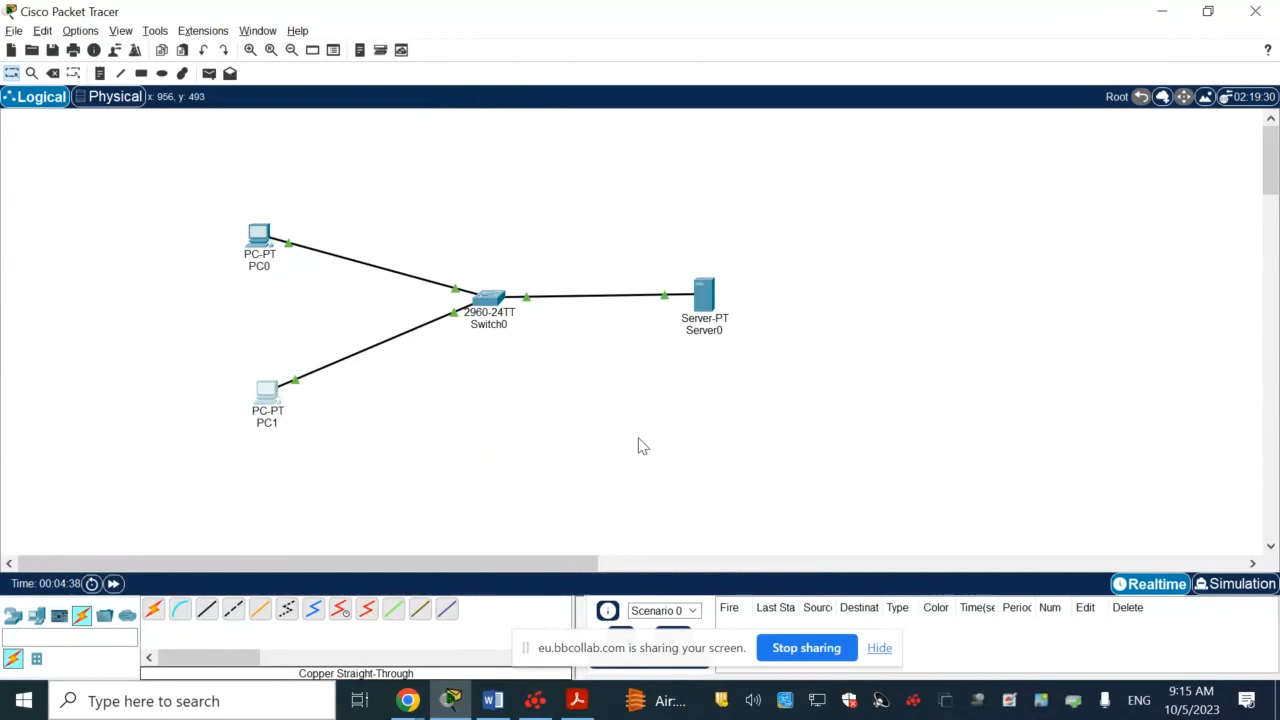 Cisco Packet Tracer
File Edit Options View Tools Extensions Window Help
?
Logical Physical x: 956, y: 493 Root 02:19:30
PC-PT
PC0
2960-24TT
Switch0
Server-PT
Server0
PC-PT
PC1
Time: 00:04:38 Realtime Simulation
Scenario 0 Fire Last Sta Sourc Destinat Type Color Time(se Perioc Num Edit Delete
eu.bbcollab.com is sharing your screen. Stop sharing Hide
Copper Straight-Through
Type here to search Air.... ENG 9:15 AM
10/5/2023